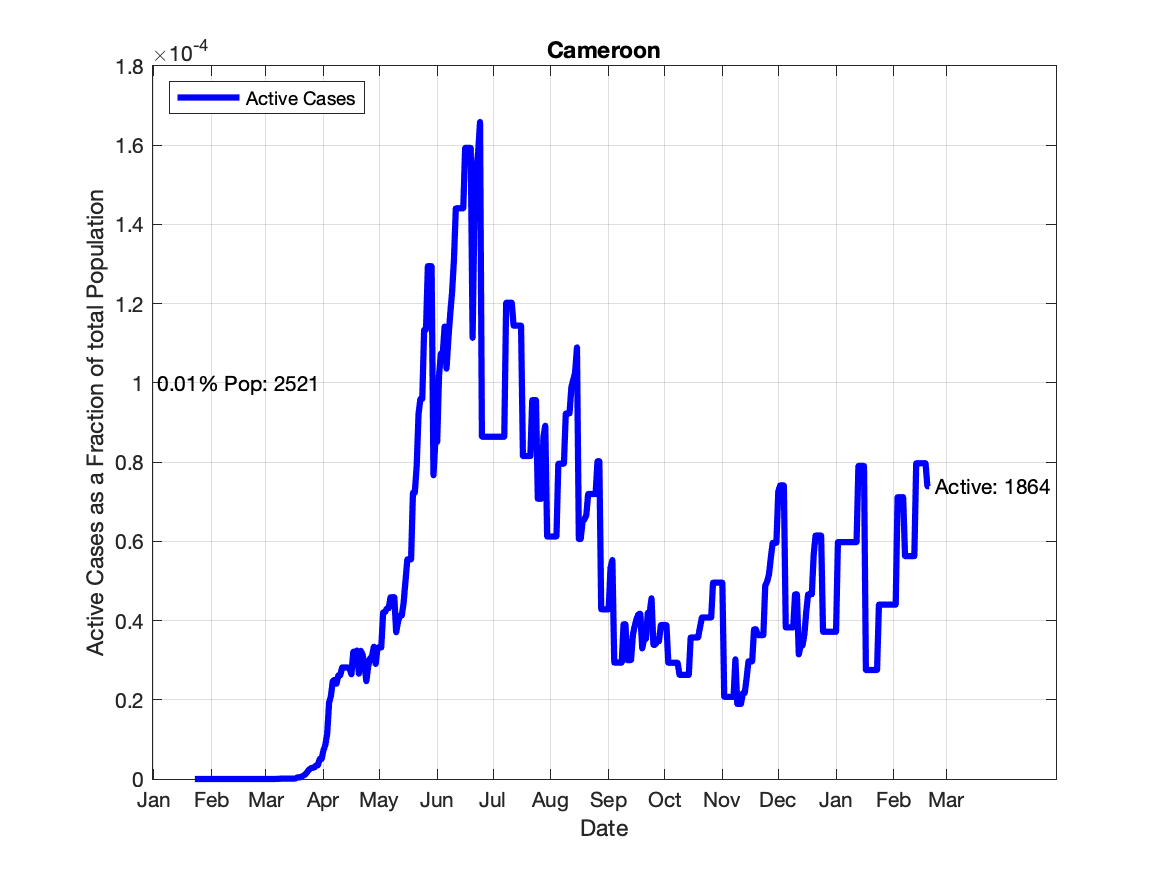 Cameroon
×10-4
Active Cases
1.8
1.6
1.4
1.2
1
0.8
0.6
0.4
0.2
0
0.01% Pop: 2521
Active: 1864
Active Cases as a Fraction of total Population
Jan Feb Mar Apr May Jun Jul Aug Sep Oct Nov Dec Jan Feb Mar
Date